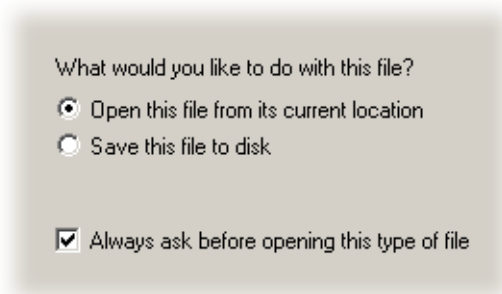 What would you like to do with this file?
Open this file from its current location
Save this file to disk
Always ask before opening this type of file